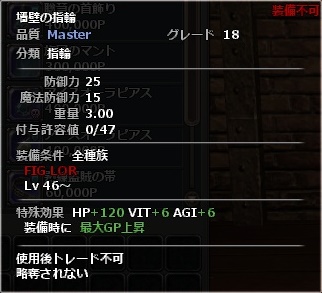 墻壁の指輪
装備不可
品質 Master グレード 18
分類 指輪
防御力 25
魔法防御力 15
重量 3.00
付与許容値 0/47
装備条件 全種族
FIG LOR
Lv 46～
特殊効果 HP+120 VIT+6 AGI+6
装備時に 最大GP上昇
使用後トレード不可
略奪されない